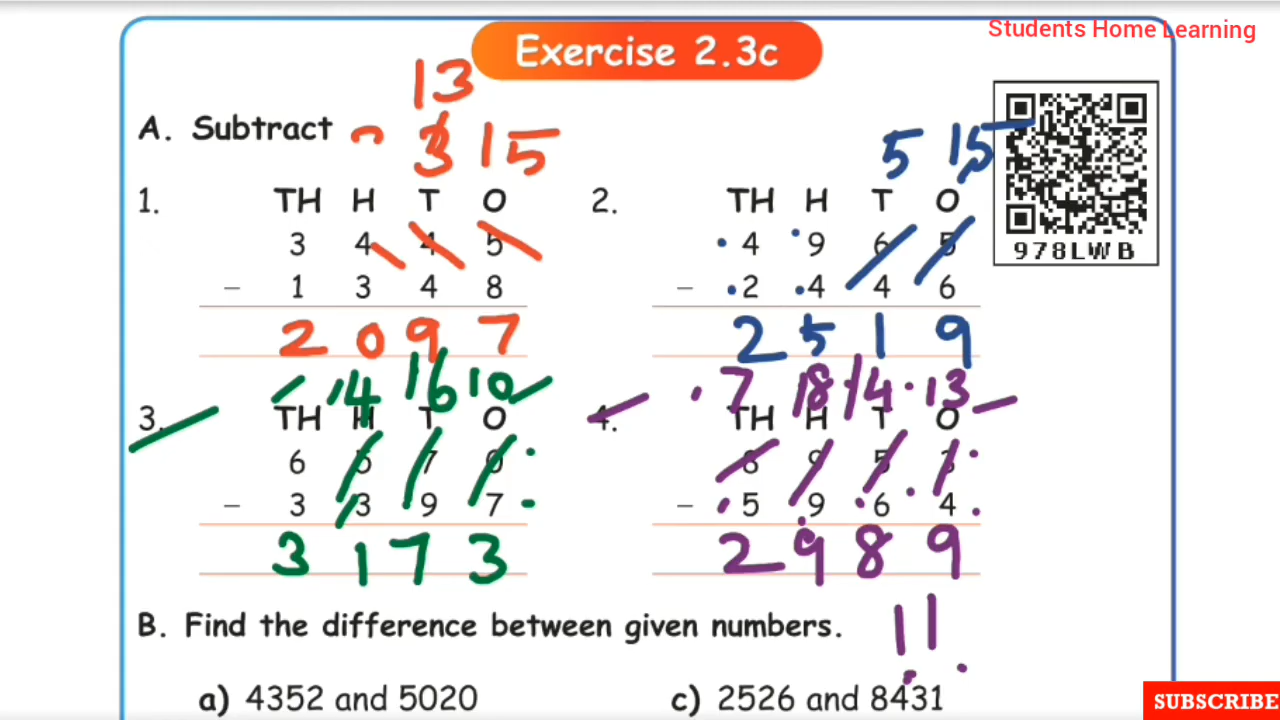 Students Home Learning
Exercise 2.3c
13
A. Subtract 3 15 5 15
1. TH H T O 2. TH H T O
3 4 4 5 4 9 6 5 978LWB
– 1 3 4 8 – 2 4 4 6
2 0 9 7 2 5 1 9
14 16 10 7 18 14 13
3. TH H T O 4. TH H T O
6 5 7 0 8 9 5 3
– 3 3 9 7 – 5 9 6 4
3 1 7 3 2 9 8 9
B. Find the difference between given numbers.
11
a) 4352 and 5020 c) 2526 and 8431
SUBSCRIBE